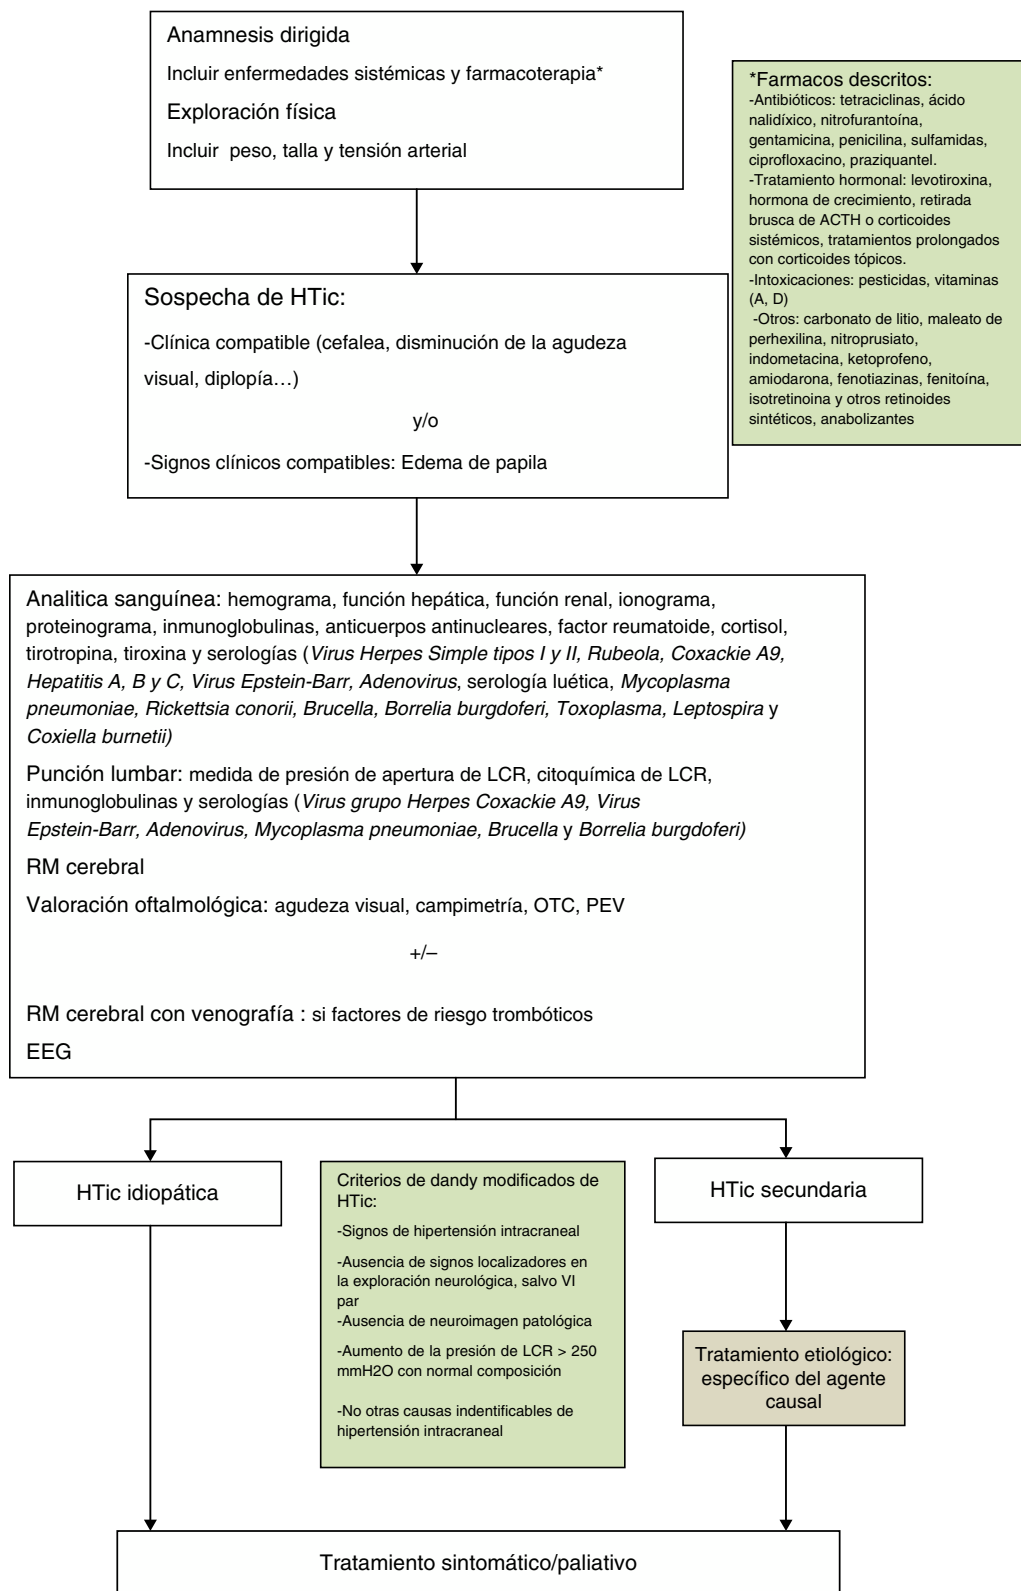 Anamnesis dirigida
Incluir enfermedades sistémicas y farmacoterapia*
Exploración física
Incluir peso, talla y tensión arterial
*Farmacos descritos:
-Antibióticos: tetraciclinas, ácido
nalidíxico, nitrofurantoína,
gentamicina, penicilina, sulfamidas,
ciprofloxacino, praziquantel.
-Tratamiento hormonal: levotiroxina,
hormona de crecimiento, retirada
brusca de ACTH o corticoides
sistémicos, tratamientos prolongados
con corticoides tópicos.
-Intoxicaciones: pesticidas, vitaminas
(A, D)
-Otros: carbonato de litio, maleato de
perhexilina, nitroprusiato,
indometacina, ketoprofeno,
amiodarona, fenotiazinas, fenitoína,
isotretinoina y otros retinoides
sintéticos, anabolizantes
Sospecha de HTic:
-Clínica compatible (cefalea, disminución de la agudeza
visual, diplopía…)
y/o
-Signos clínicos compatibles: Edema de papila
Analitica sanguínea: hemograma, función hepática, función renal, ionograma,
proteinograma, inmunoglobulinas, anticuerpos antinucleares, factor reumatoide, cortisol,
tirotropina, tiroxina y serologías (Virus Herpes Simple tipos I y II, Rubeola, Coxackie A9,
Hepatitis A, B y C, Virus Epstein-Barr, Adenovirus, serología luética, Mycoplasma
pneumoniae, Rickettsia conorii, Brucella, Borrelia burgdoferi, Toxoplasma, Leptospira y
Coxiella burnetii)
Punción lumbar: medida de presión de apertura de LCR, citoquímica de LCR,
inmunoglobulinas y serologías (Virus grupo Herpes Coxackie A9, Virus
Epstein-Barr, Adenovirus, Mycoplasma pneumoniae, Brucella y Borrelia burgdoferi)
RM cerebral
Valoración oftalmológica: agudeza visual, campimetría, OTC, PEV
+/–
RM cerebral con venografía : si factores de riesgo trombóticos
EEG
HTic idiopática
Criterios de dandy modificados de
HTic:
-Signos de hipertensión intracraneal
-Ausencia de signos localizadores en
la exploración neurológica, salvo VI
par
-Ausencia de neuroimagen patológica
-Aumento de la presión de LCR > 250
mmH2O con normal composición
-No otras causas indentificables de
hipertensión intracraneal
HTic secundaria
Tratamiento etiológico:
específico del agente
causal
Tratamiento sintomático/paliativo